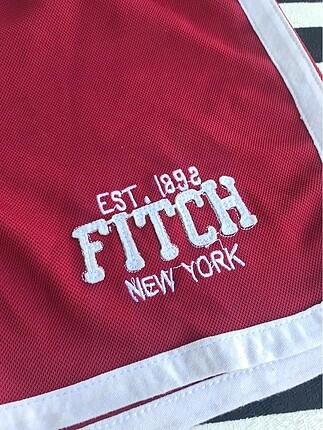 EST. 1892
FITCH
NEW YORK